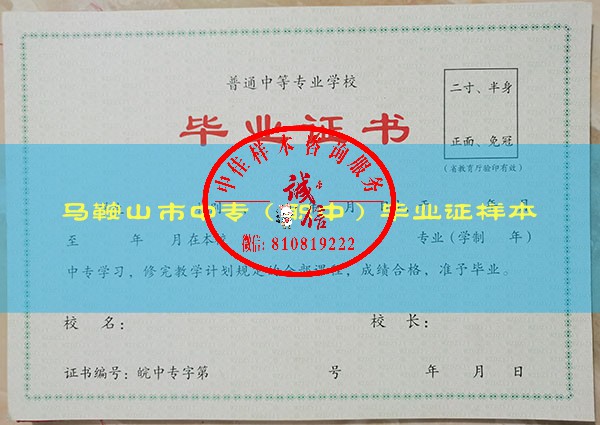 普通中等专业学校
毕业证书
二寸、半身
正面、免冠
(省教育厅验印有效)
中佳样本咨询服务
诚
信
微信: 810819222
马鞍山市中专(高中)毕业证样本
月
至 年 月在本校 专业(学制 年)
中专学习，修完教学计划规定的全部课程，成绩合格，准予毕业。
校 名： 校 长：
证书编号：皖中专字第 号 年 月 日